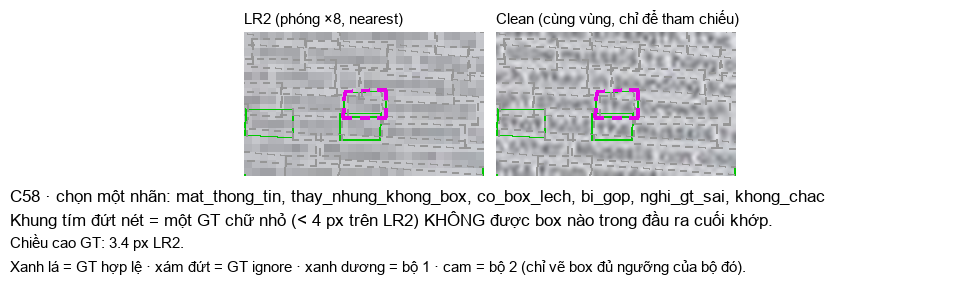 LR2 (phóng ×8, nearest)
Clean (cùng vùng, chỉ để tham chiếu)
C58 · chọn một nhãn: mat_thong_tin, thay_nhung_khong_box, co_box_lech, bi_gop, nghi_gt_sai, khong_chac
Khung tím đứt nét = một GT chữ nhỏ (< 4 px trên LR2) KHÔNG được box nào trong đầu ra cuối khớp.
Chiều cao GT: 3.4 px LR2.
Xanh lá = GT hợp lệ · xám đứt = GT ignore · xanh dương = bộ 1 · cam = bộ 2 (chỉ vẽ box đủ ngưỡng của bộ đó).